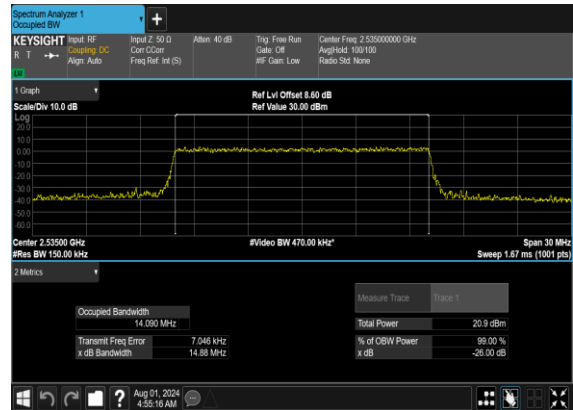 Spectrum Analyzer 1
Occupied BW
+
KEYSIGHT Input: RF Input Z: 50 Ω Atten: 40 dB Trig: Free Run Center Freq: 2.535000000 GHz
R T Coupling: DC Corr CCorr Gate: Off Avg|Hold: 100/100
Align: Auto Freq Ref: Int (S) #IF Gain: Low Radio Std: None
LXI
1 Graph
Ref Lvl Offset 8.60 dB
Scale/Div 10.0 dB Ref Value 30.00 dBm
Log
20.0
10.0
0.00
-10.0
-20.0
-30.0
-40.0
-50.0
-60.0
Center 2.53500 GHz #Video BW 470.00 kHz* Span 30 MHz
#Res BW 150.00 kHz Sweep 1.67 ms (1001 pts)
2 Metrics
Measure Trace Trace 1
Occupied Bandwidth
14.090 MHz Total Power 20.9 dBm
Transmit Freq Error 7.046 kHz % of OBW Power 99.00 %
x dB Bandwidth 14.88 MHz x dB -26.00 dB
? Aug 01, 2024
4:55:16 AM